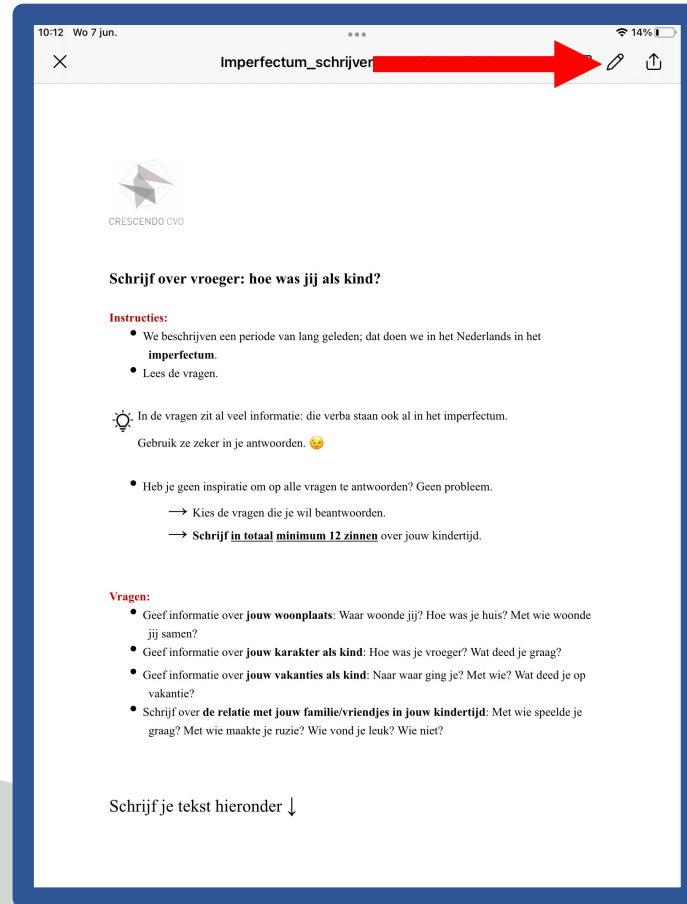 10:12 Wo 7 jun.
14%
Imperfectum_schrijver
CRESCENDO CVO
Schrijf over vroeger: hoe was jij als kind?
Instructies:
• We beschrijven een periode van lang geleden; dat doen we in het Nederlands in het
imperfectum.
• Lees de vragen.
In de vragen zit al veel informatie: die verba staan ook al in het imperfectum.
Gebruik ze zeker in je antwoorden. 😉
• Heb je geen inspiratie om op alle vragen te antwoorden? Geen probleem.
→ Kies de vragen die je wil beantwoorden.
→ Schrijf in totaal minimum 12 zinnen over jouw kindertijd.
Vragen:
• Geef informatie over jouw woonplaats: Waar woonde jij? Hoe was je huis? Met wie woonde
jij samen?
• Geef informatie over jouw karakter als kind: Hoe was je vroeger? Wat deed je graag?
• Geef informatie over jouw vakanties als kind: Naar waar ging je? Met wie? Wat deed je op
vakantie?
• Schrijf over de relatie met jouw familie/vriendjes in jouw kindertijd: Met wie speelde je
graag? Met wie maakte je ruzie? Wie vond je leuk? Wie niet?
Schrijf je tekst hieronder ↓